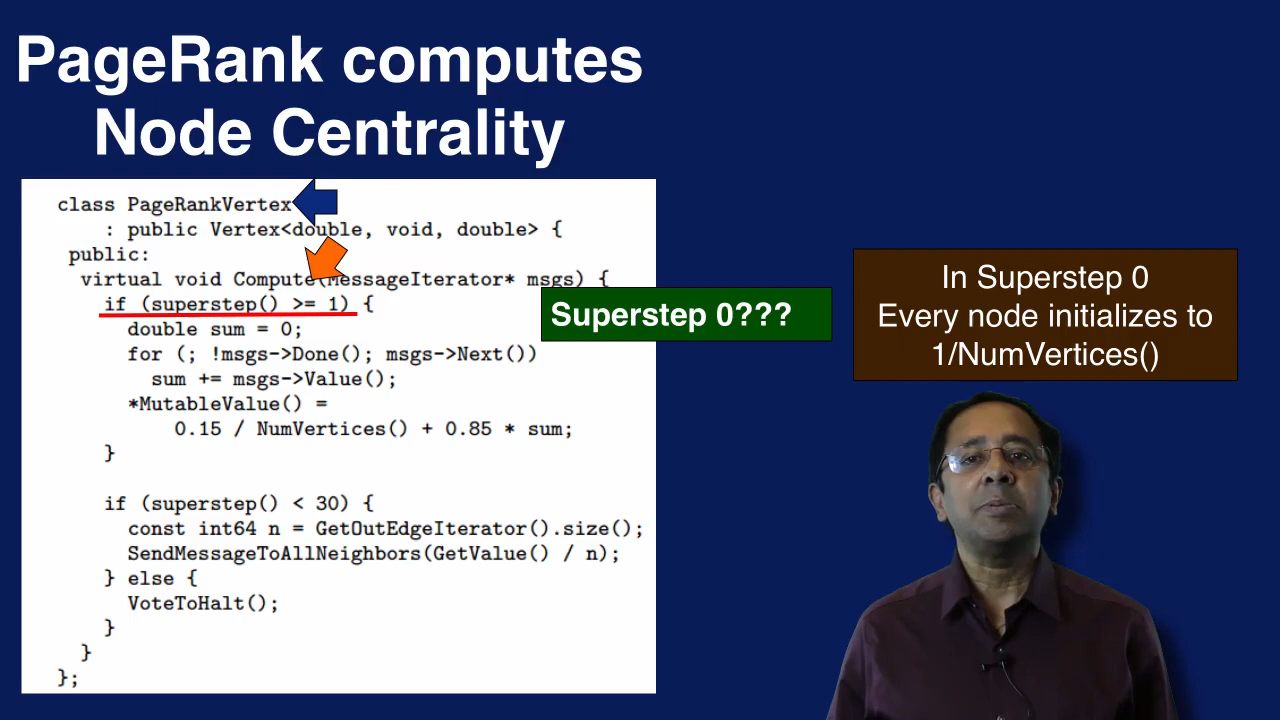 PageRank computes
Node Centrality
class PageRankVertex
: public Vertex<double, void, double> {
public:
virtual void Compute(MessageIterator* msgs) {
if (superstep() >= 1) {
double sum = 0;
for (; !msgs->Done(); msgs->Next())
sum += msgs->Value();
*MutableValue() =
0.15 / NumVertices() + 0.85 * sum;
}
if (superstep() < 30) {
const int64 n = GetOutEdgeIterator().size();
SendMessageToAllNeighbors(GetValue() / n);
} else {
VoteToHalt();
}
}
};
Superstep 0???
In Superstep 0
Every node initializes to
1/NumVertices()